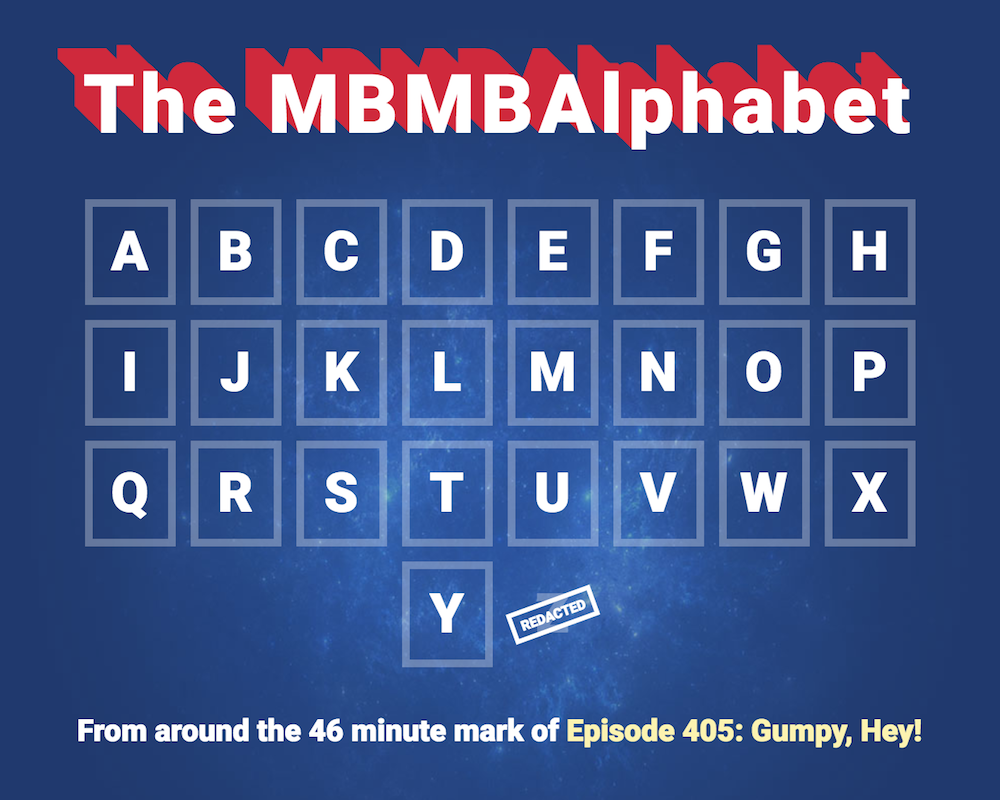 The MBMBAlphabet
A B C D E F G H
I J K L M N O P
Q R S T U V W X
Y REDACTED
From around the 46 minute mark of Episode 405: Gumpy, Hey!